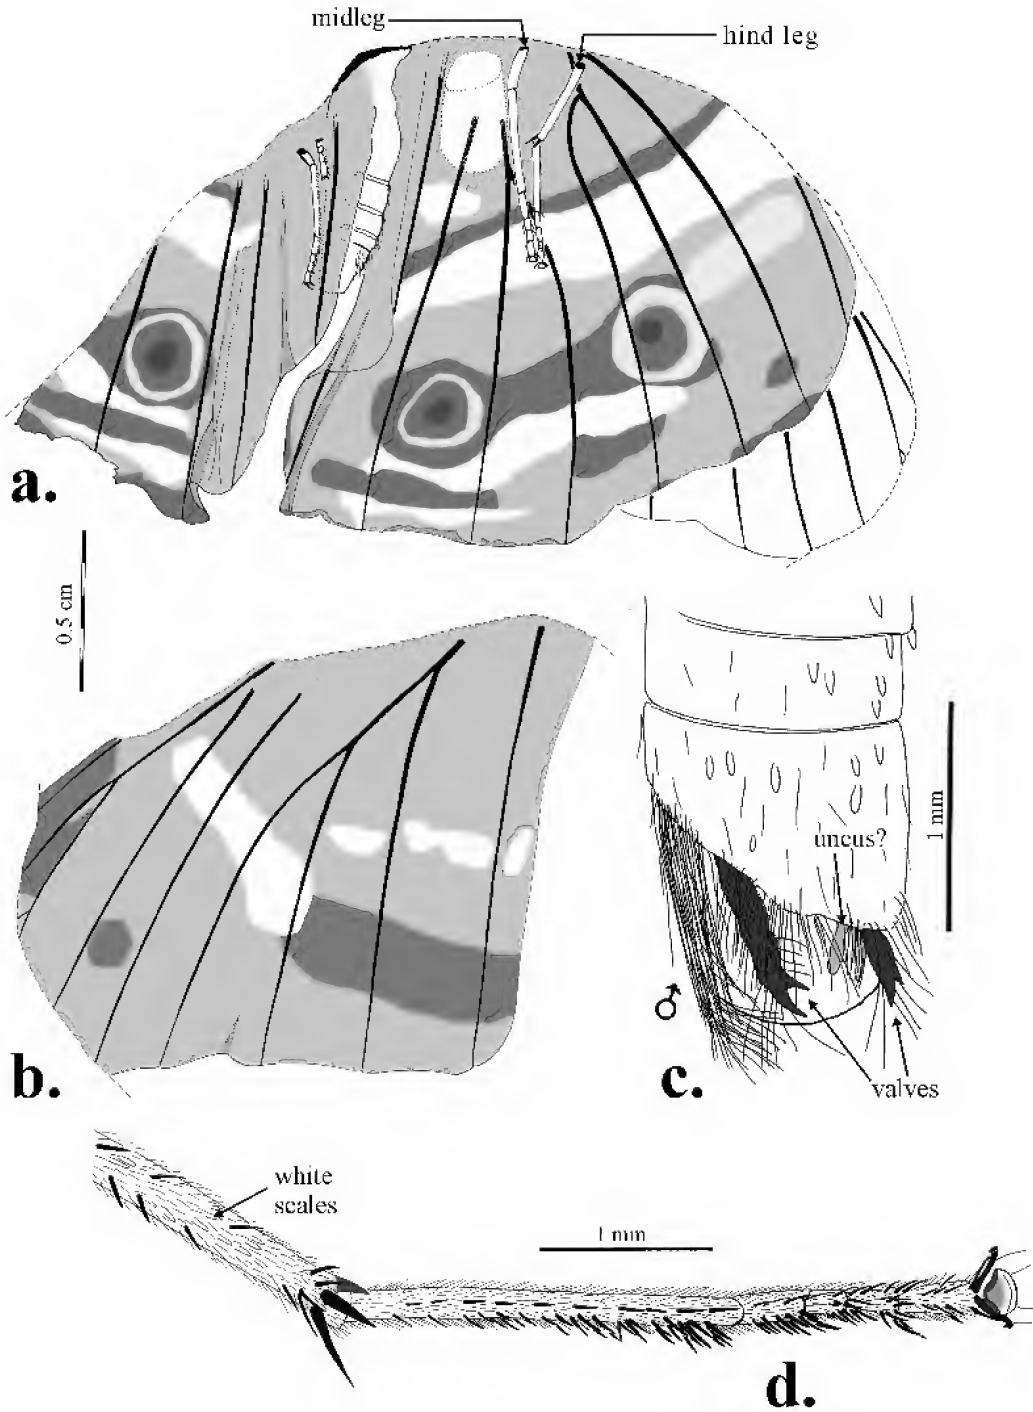 midleg
hind leg
a.
0.5 cm
b.
uncus?
1 mm
♂
c.
valves
white
scales
1 mm
d.